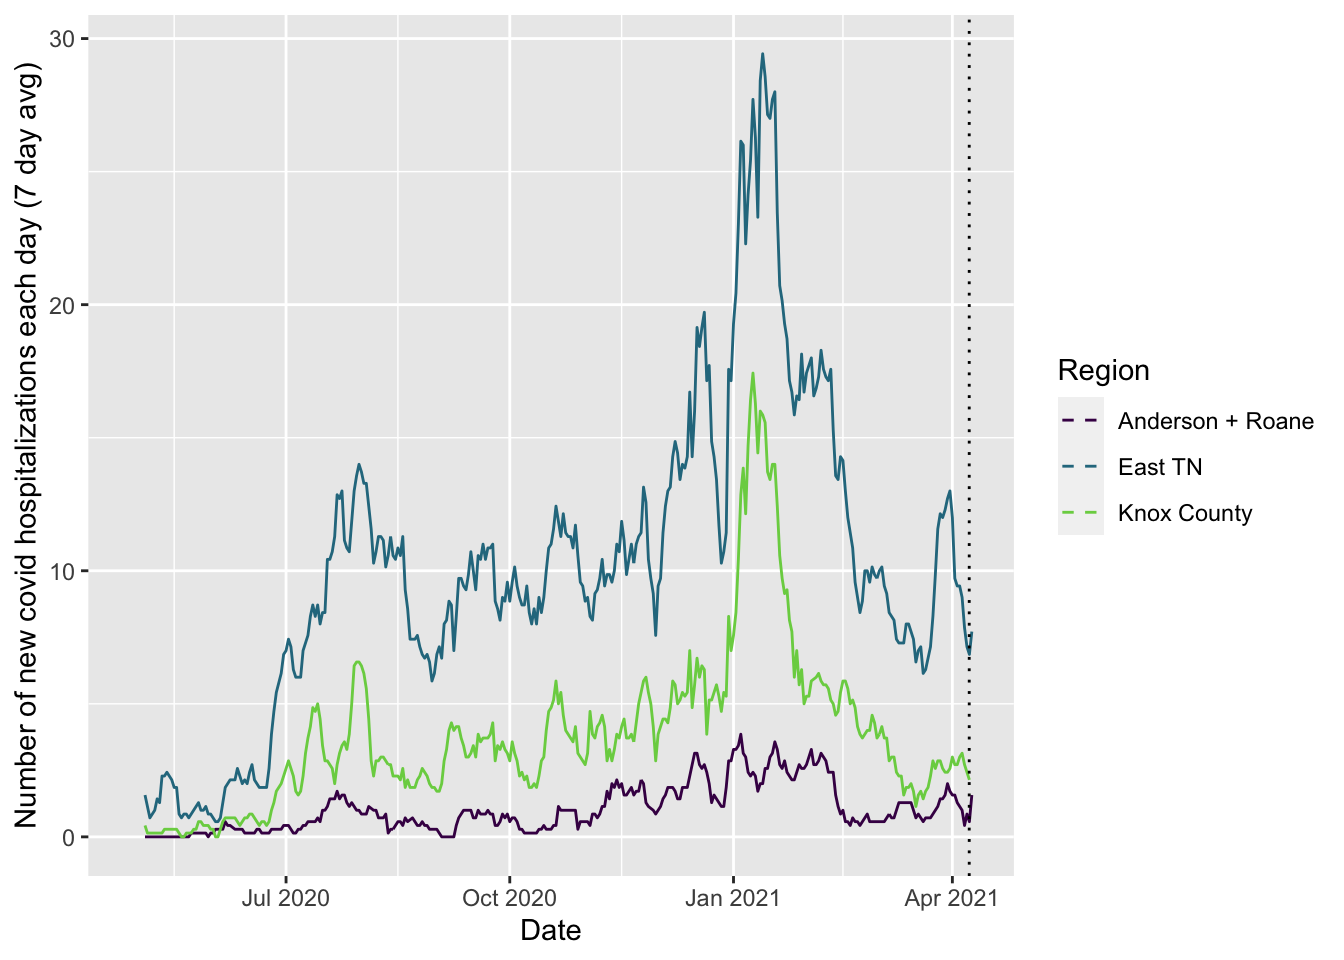 Number of new covid hospitalizations each day (7 day avg)
30
20
10
0
Jul 2020
Oct 2020
Jan 2021
Apr 2021
Date
Region
Anderson + Roane
East TN
Knox County